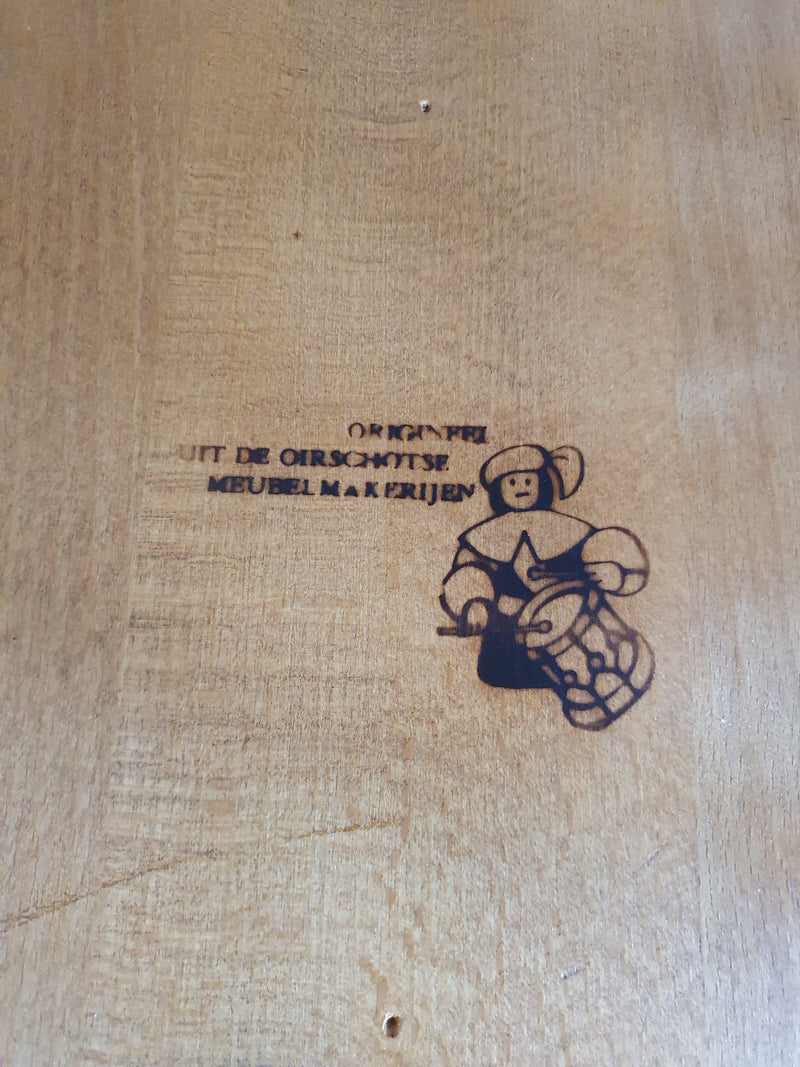 ORIGINEEL
UIT DE OIRSCHOTSE
MEUBELMAKERIJEN